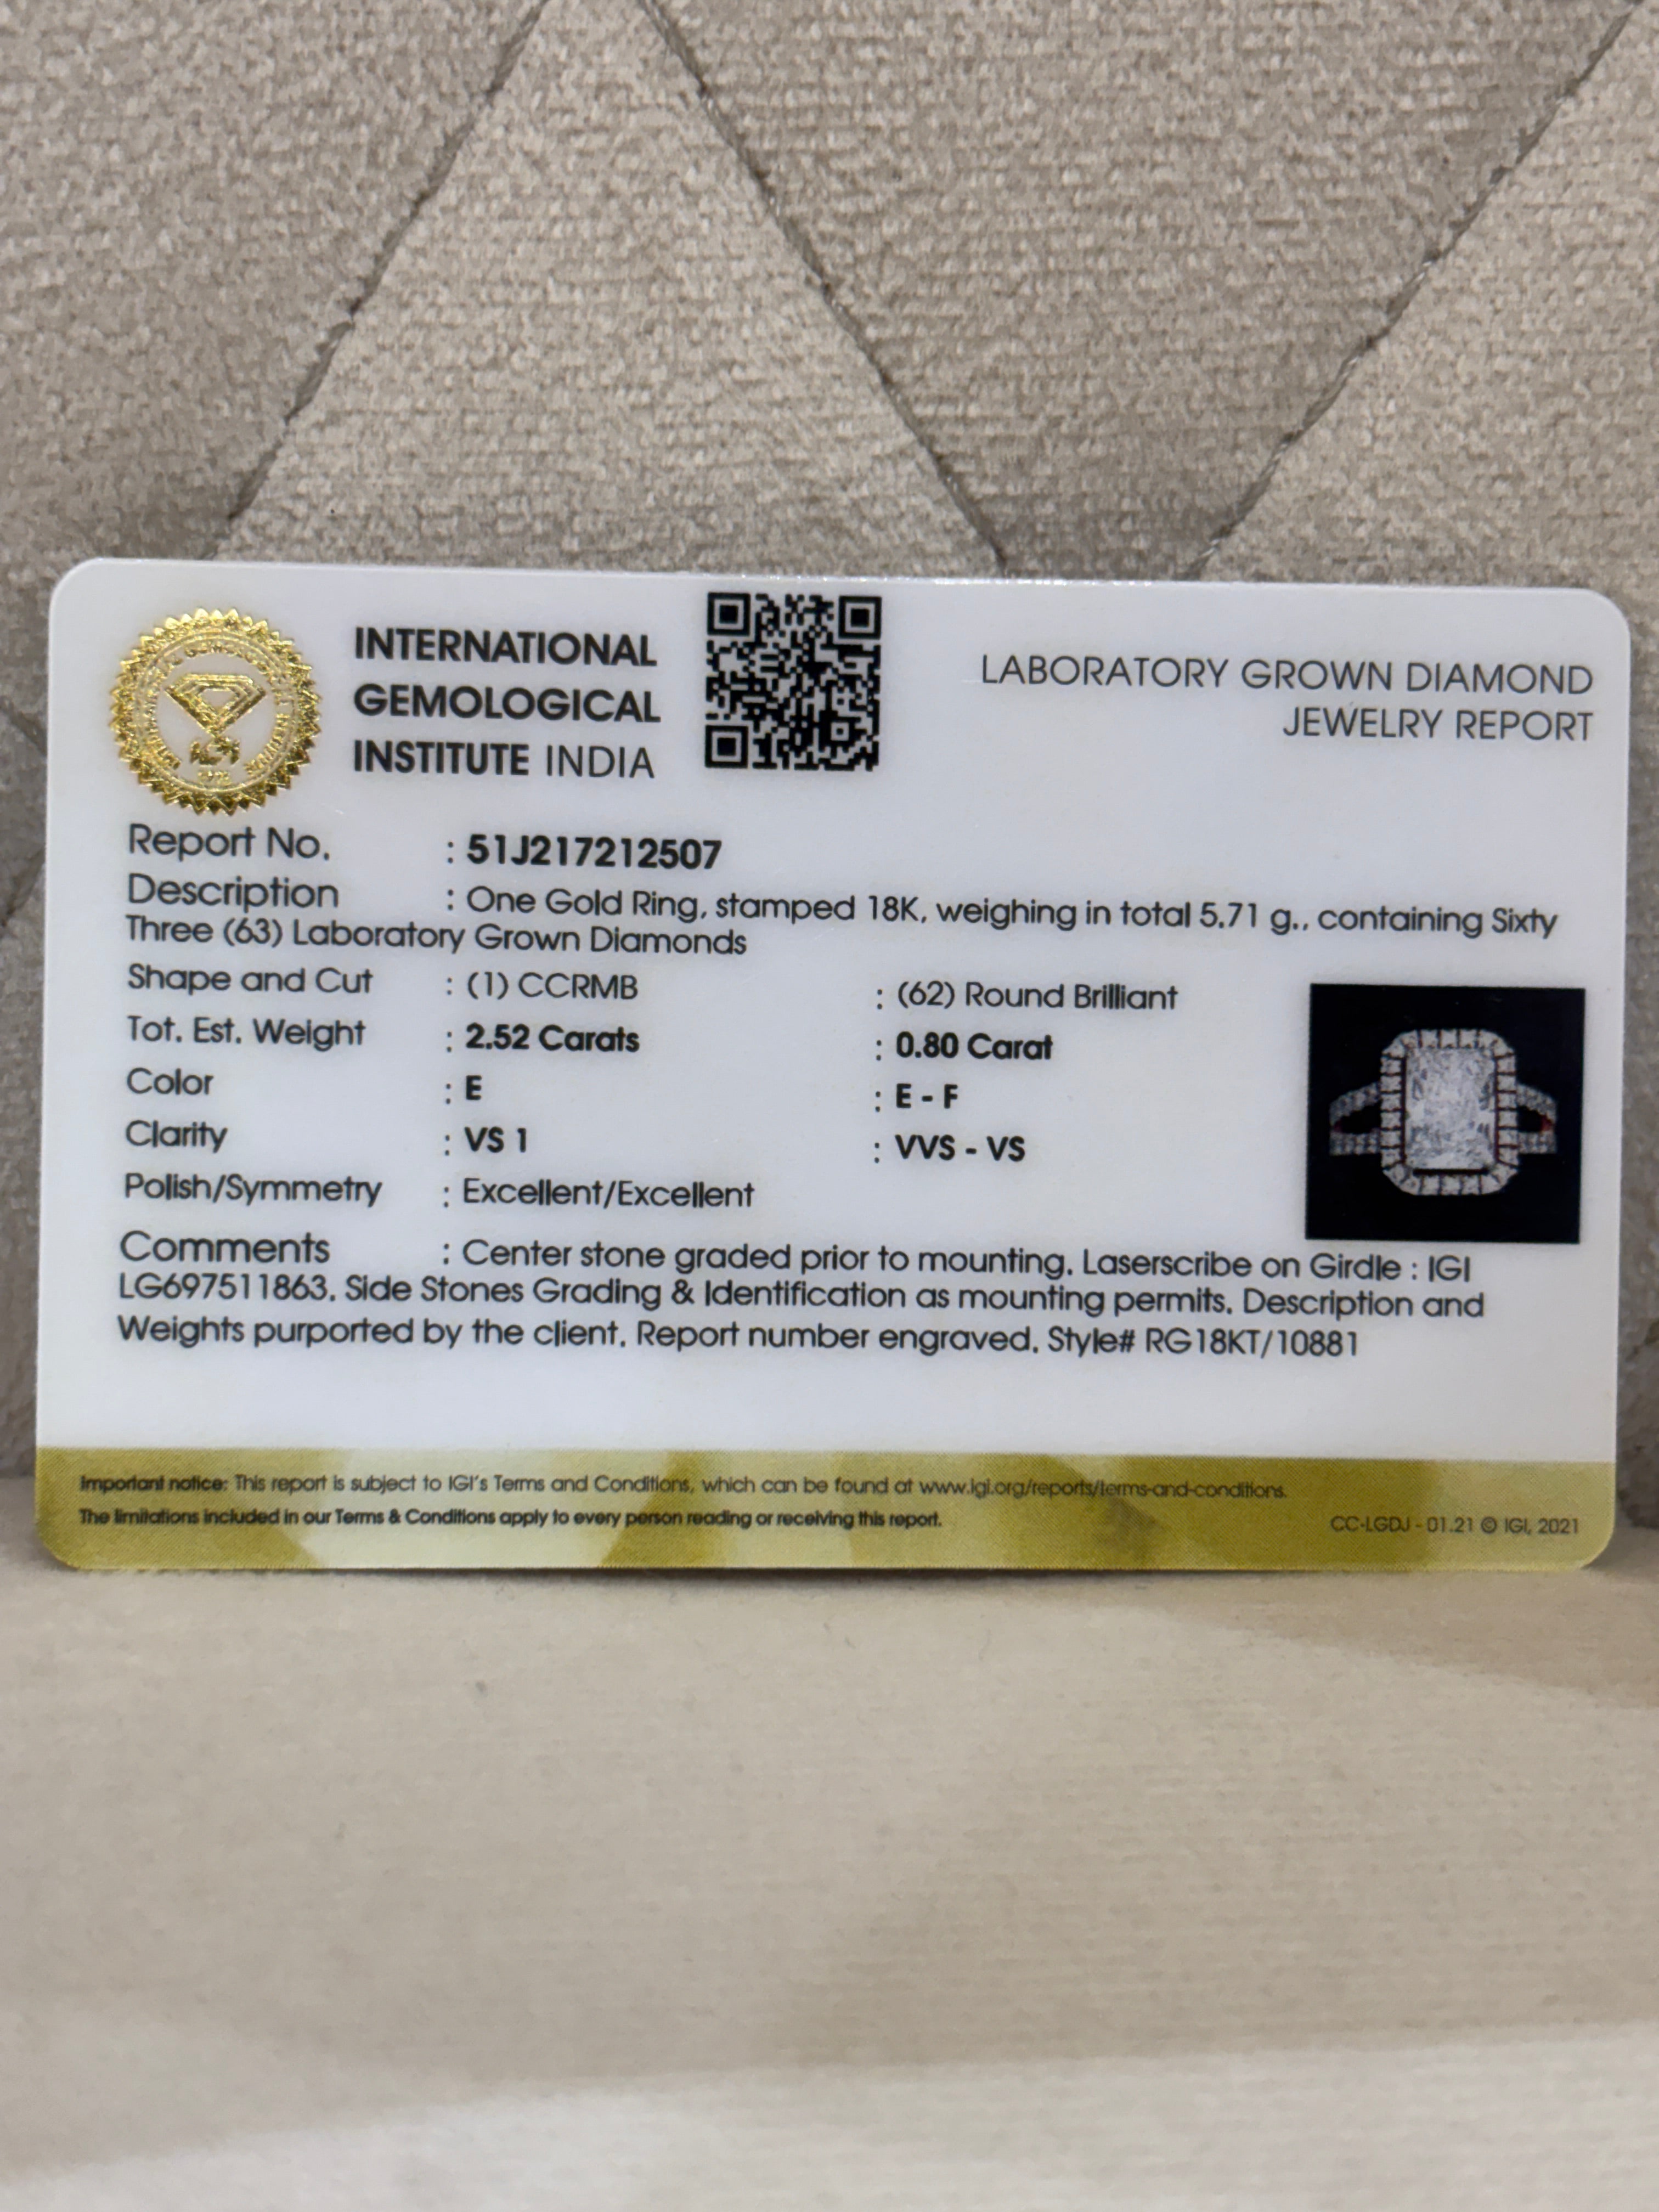 INTERNATIONAL
GEMOLOGICAL
INSTITUTE INDIA
LABORATORY GROWN DIAMOND
JEWELRY REPORT
Report No. : 51J217212507
Description : One Gold Ring, stamped 18K, weighing in total 5.71 g., containing Sixty
Three (63) Laboratory Grown Diamonds
Shape and Cut : (1) CCRMB : (62) Round Brilliant
Tot. Est. Weight : 2.52 Carats : 0.80 Carat
Color : E : E - F
Clarity : VS 1 : VVS - VS
Polish/Symmetry : Excellent/Excellent
Comments : Center stone graded prior to mounting. Laserscribe on Girdle : IGI
LG697511863. Side Stones Grading & Identification as mounting permits. Description and
Weights purported by the client. Report number engraved. Style# RG18KT/10881
Important notice: This report is subject to IGI's Terms and Conditions, which can be found at www.igi.org/reports/terms-and-conditions.
The limitations included in our Terms & Conditions apply to every person reading or receiving this report.
CC-LGDJ - 01.21 © IGI, 2021